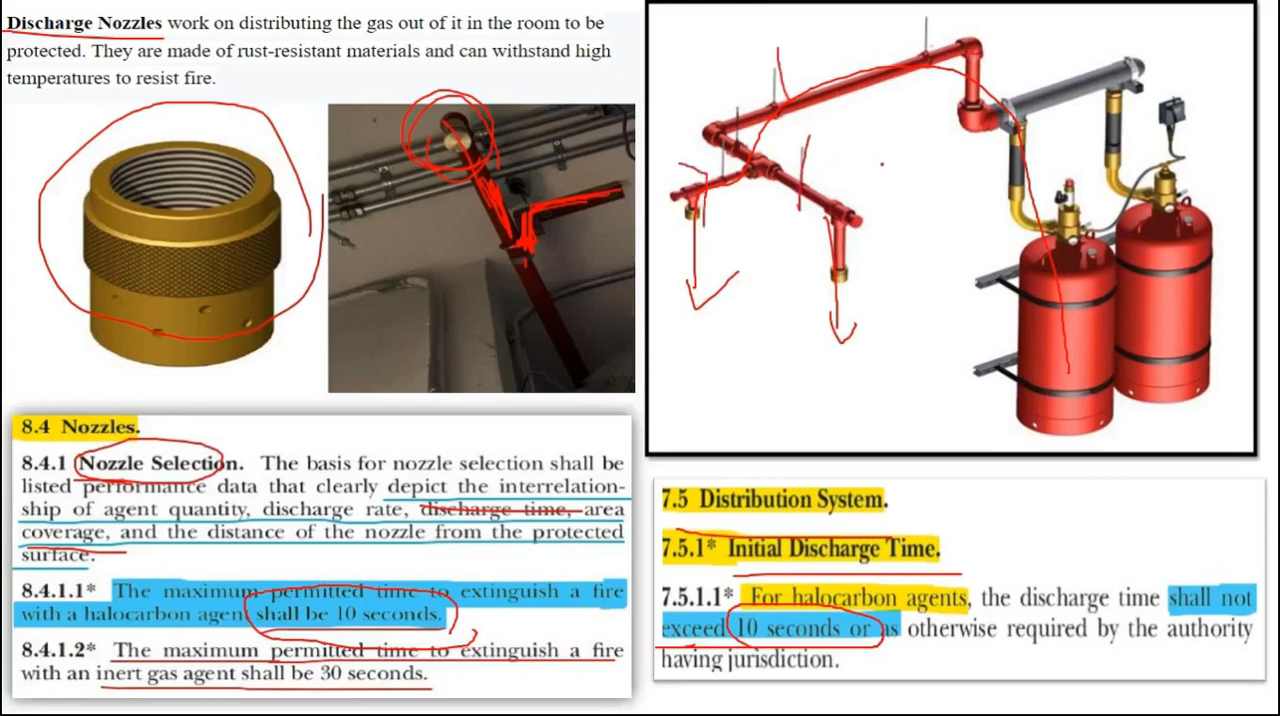 Discharge Nozzles work on distributing the gas out of it in the room to be
protected. They are made of rust-resistant materials and can withstand high
temperatures to resist fire.
8.4 Nozzles.
8.4.1 Nozzle Selection. The basis for nozzle selection shall be
listed performance data that clearly depict the interrelation-
ship of agent quantity, discharge rate, discharge time, area
coverage, and the distance of the nozzle from the protected
surface.
8.4.1.1* The maximum permitted time to extinguish a fire
with a halocarbon agent shall be 10 seconds.
8.4.1.2* The maximum permitted time to extinguish a fire
with an inert gas agent shall be 30 seconds.
7.5 Distribution System.
7.5.1* Initial Discharge Time.
7.5.1.1* For halocarbon agents, the discharge time shall not
exceed 10 seconds or as otherwise required by the authority
having jurisdiction.